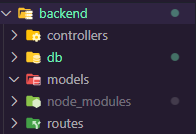 backend
controllers
db
models
node_modules
routes